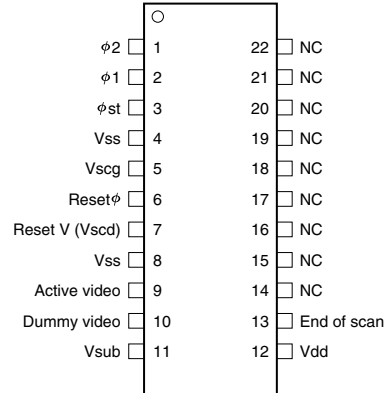 ϕ2 1 22 NC
ϕ1 2 21 NC
ϕst 3 20 NC
Vss 4 19 NC
Vscg 5 18 NC
Resetϕ 6 17 NC
Reset V (Vscd) 7 16 NC
Vss 8 15 NC
Active video 9 14 NC
Dummy video 10 13 End of scan
Vsub 11 12 Vdd